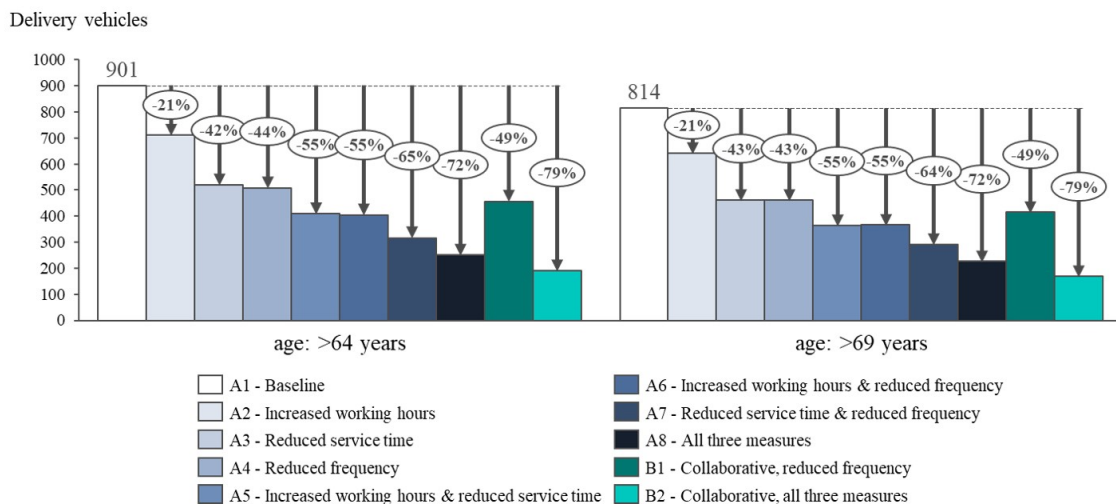 Delivery vehicles
1000
900
800
700
600
500
400
300
200
100
0
901
-21%
-42%
-44%
-55%
-55%
-65%
-72%
-49%
-79%
814
-21%
-43%
-43%
-55%
-55%
-64%
-72%
-49%
-79%
age: >64 years
age: >69 years
A1 - Baseline
A2 - Increased working hours
A3 - Reduced service time
A4 - Reduced frequency
A5 - Increased working hours & reduced service time
A6 - Increased working hours & reduced frequency
A7 - Reduced service time & reduced frequency
A8 - All three measures
B1 - Collaborative, reduced frequency
B2 - Collaborative, all three measures